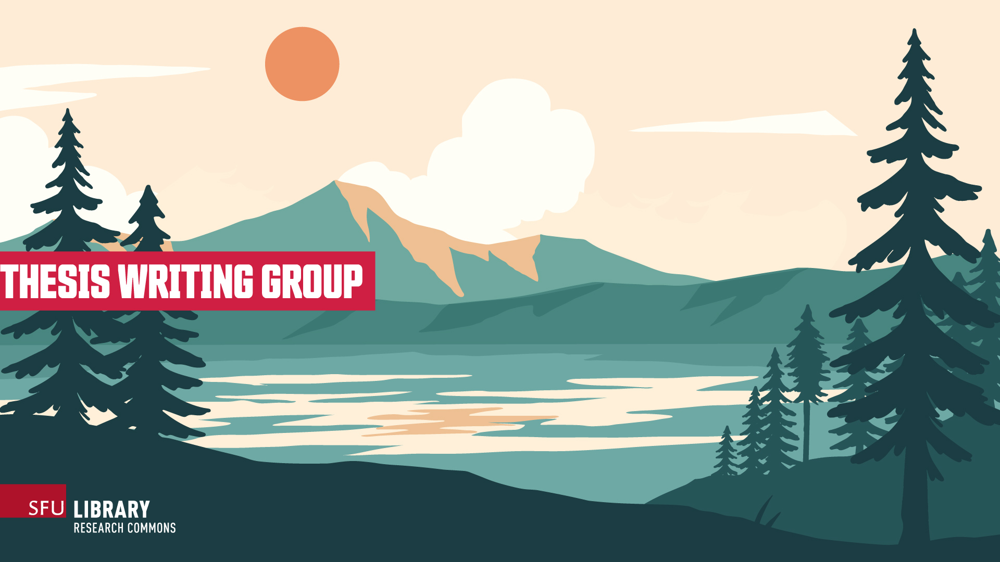 THESIS WRITING GROUP
SFU LIBRARY
RESEARCH COMMONS